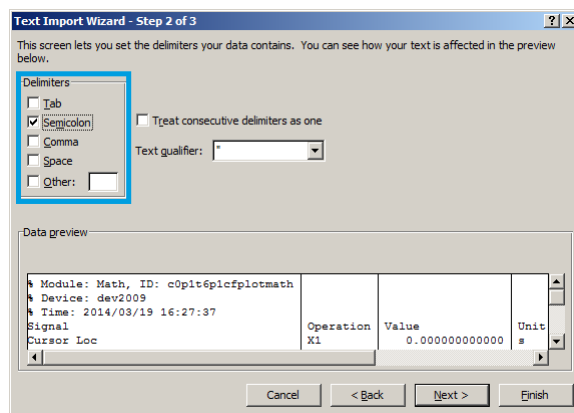 Text Import Wizard - Step 2 of 3
This screen lets you set the delimiters your data contains. You can see how your text is affected in the preview
below.
Delimiters
Tab
Semicolon
Comma
Space
Other:
Treat consecutive delimiters as one
Text qualifier: "
Data preview
% Module: Math, ID: c0p1t6p1cfplotmath
% Device: dev2009
% Time: 2014/03/19 16:27:37
Signal Operation Value Unit
Cursor Loc X1 0.000000000000 s
Cancel < Back Next > Finish